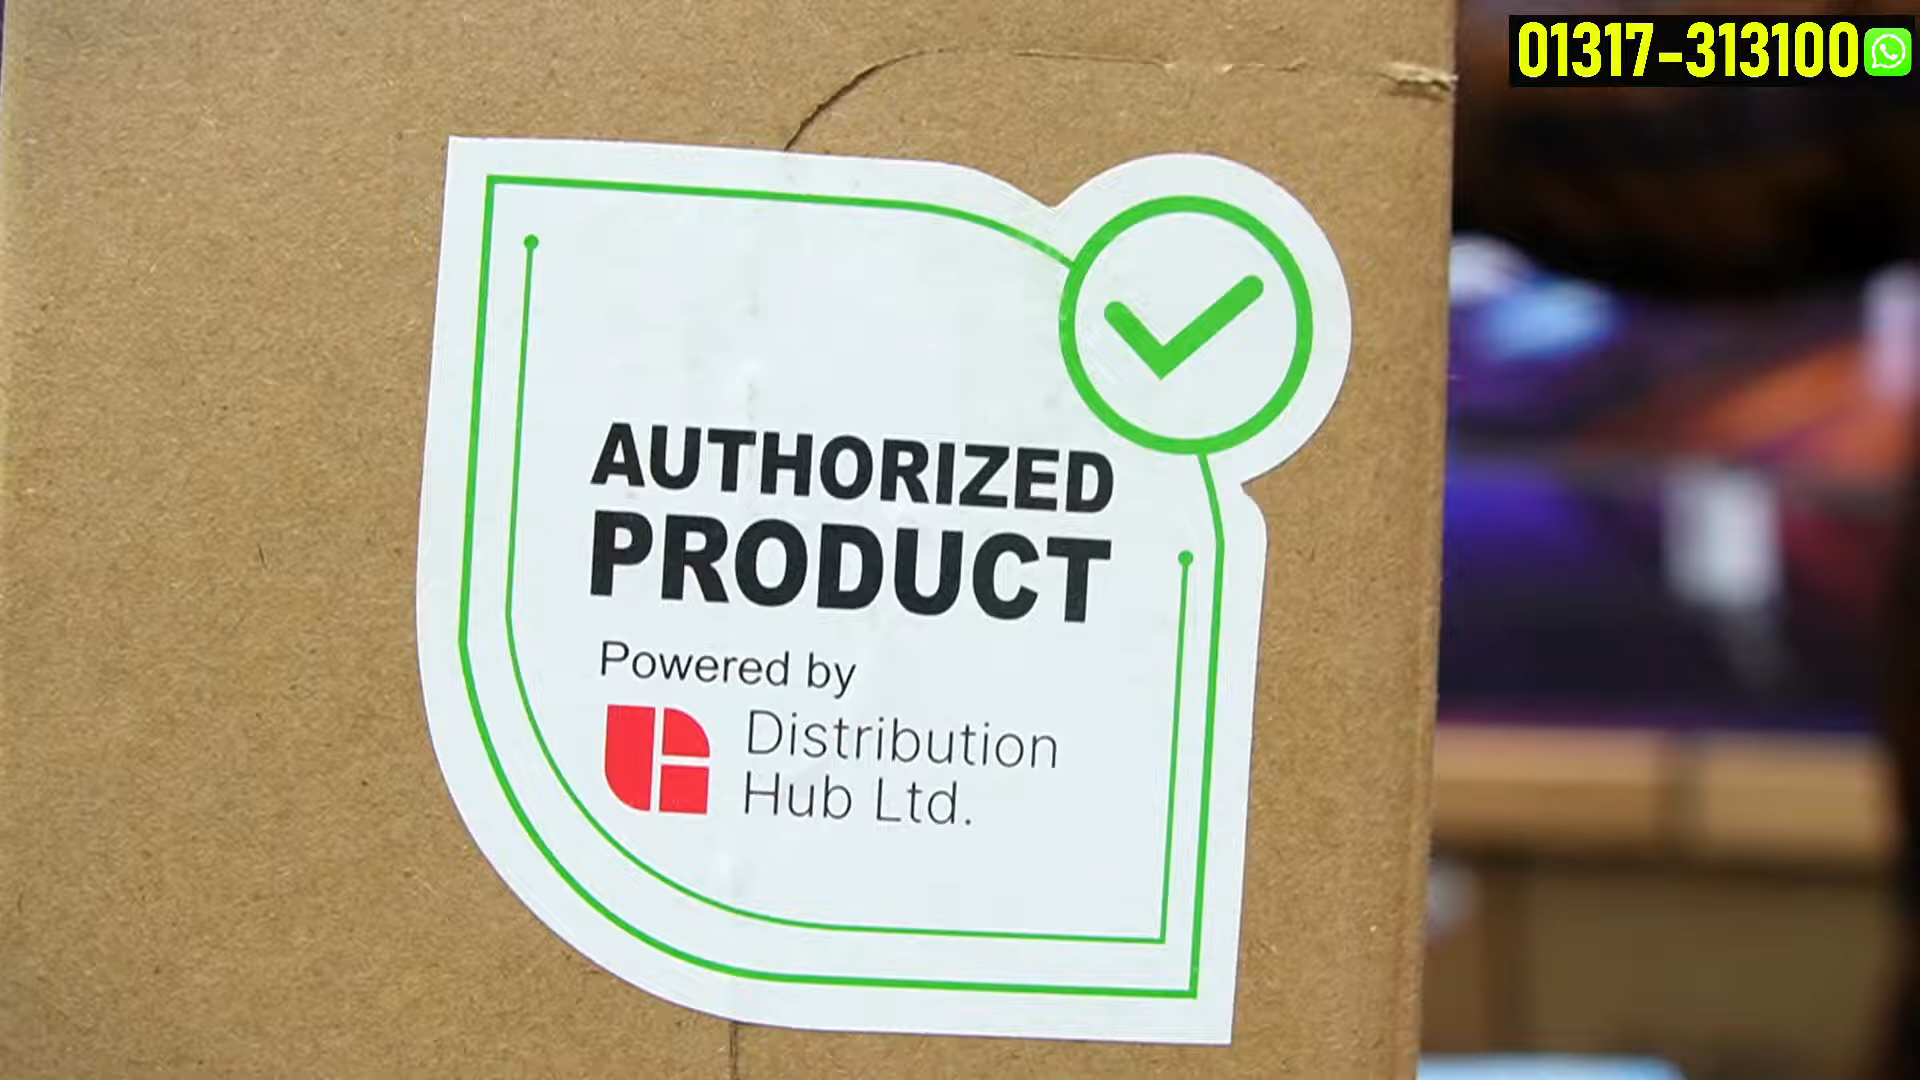 01317-313100
AUTHORIZED
PRODUCT
Powered by
Distribution
Hub Ltd.